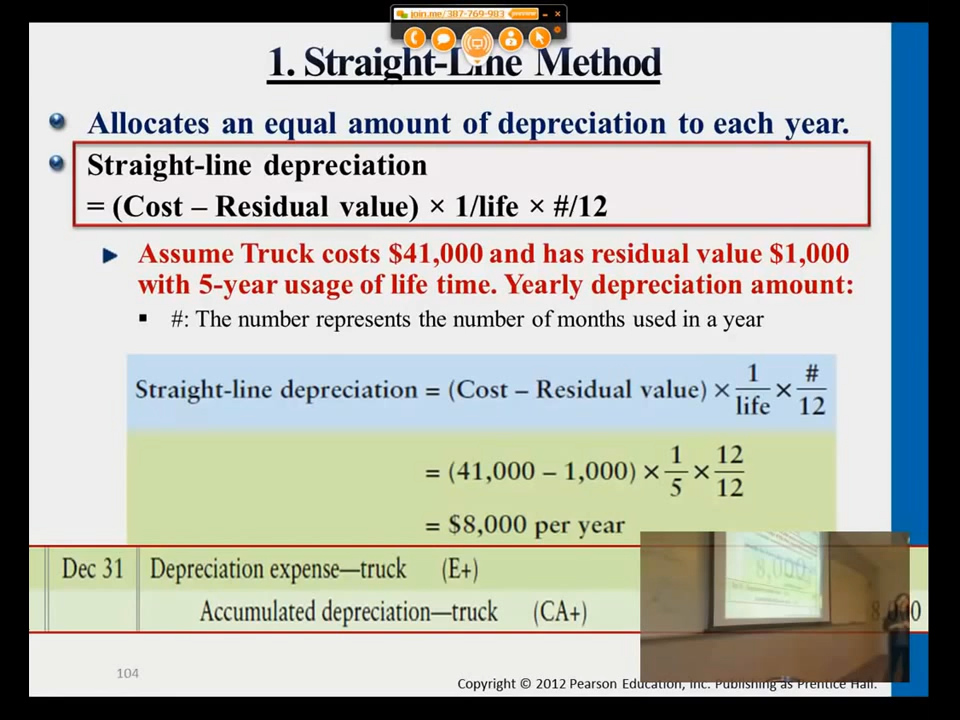 join.me/387-769-983
1. Straight-Line Method
Allocates an equal amount of depreciation to each year.
Straight-line depreciation
= (Cost – Residual value) × 1/life × #/12
Assume Truck costs $41,000 and has residual value $1,000
with 5-year usage of life time. Yearly depreciation amount:
#: The number represents the number of months used in a year
Straight-line depreciation = (Cost – Residual value) × 1/life × #/12
= (41,000 – 1,000) × 1/5 × 12/12
= $8,000 per year
Dec 31 Depreciation expense—truck (E+) 8,000
Accumulated depreciation—truck (CA+) 8,000
104
Copyright © 2012 Pearson Education, Inc. Publishing as Prentice Hall.